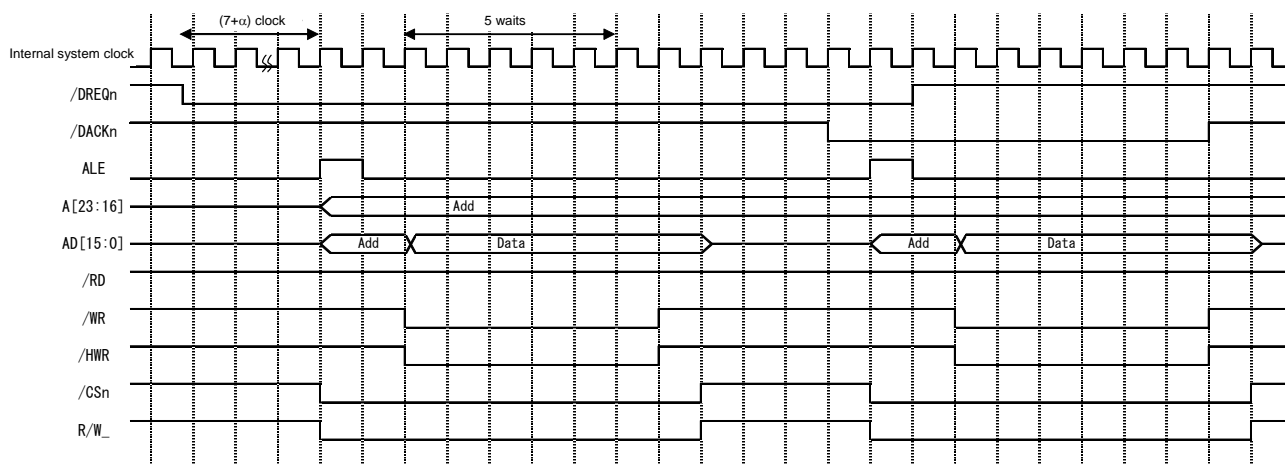 (7+α) clock
5 waits
Internal system clock
/DREQn
/DACKn
ALE
A[23:16]
Add
AD[15:0]
Add
Data
Add
Data
/RD
/WR
/HWR
/CSn
R/W_